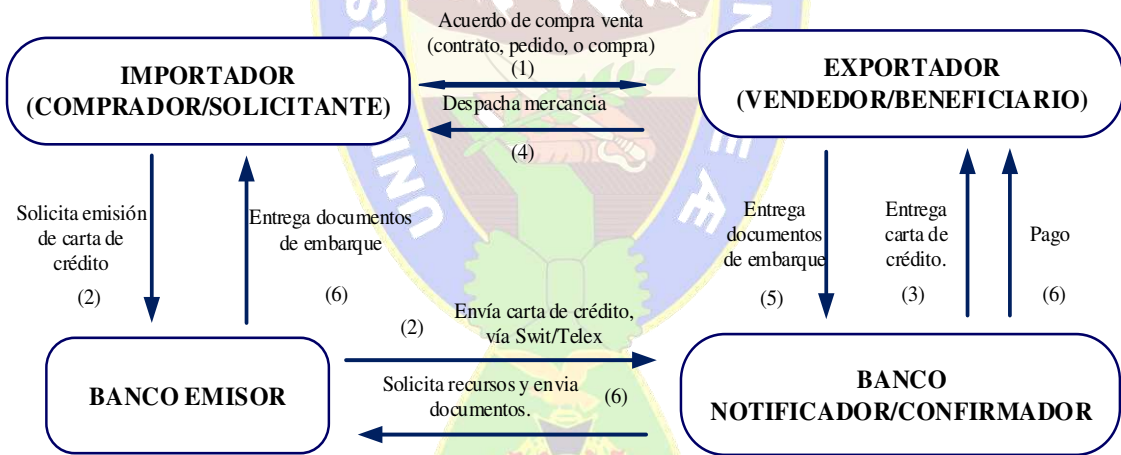 Acuerdo de compra venta
(contrato, pedido, o compra)
(1)
IMPORTADOR
(COMPRADOR/SOLICITANTE)
EXPORTADOR
(VENDEDOR/BENEFICIARIO)
Despacha mercancia
(4)
Solicita emisión
de carta de
crédito
(2)
Entrega documentos
de embarque
(6)
Entrega
documentos
de embarque
(5)
Entrega
carta de
crédito.
(3)
Pago
(6)
(2)
Envía carta de crédito,
vía Swit/Telex
Solicita recursos y envia
documentos.
(6)
BANCO EMISOR
BANCO
NOTIFICADOR/CONFIRMADOR